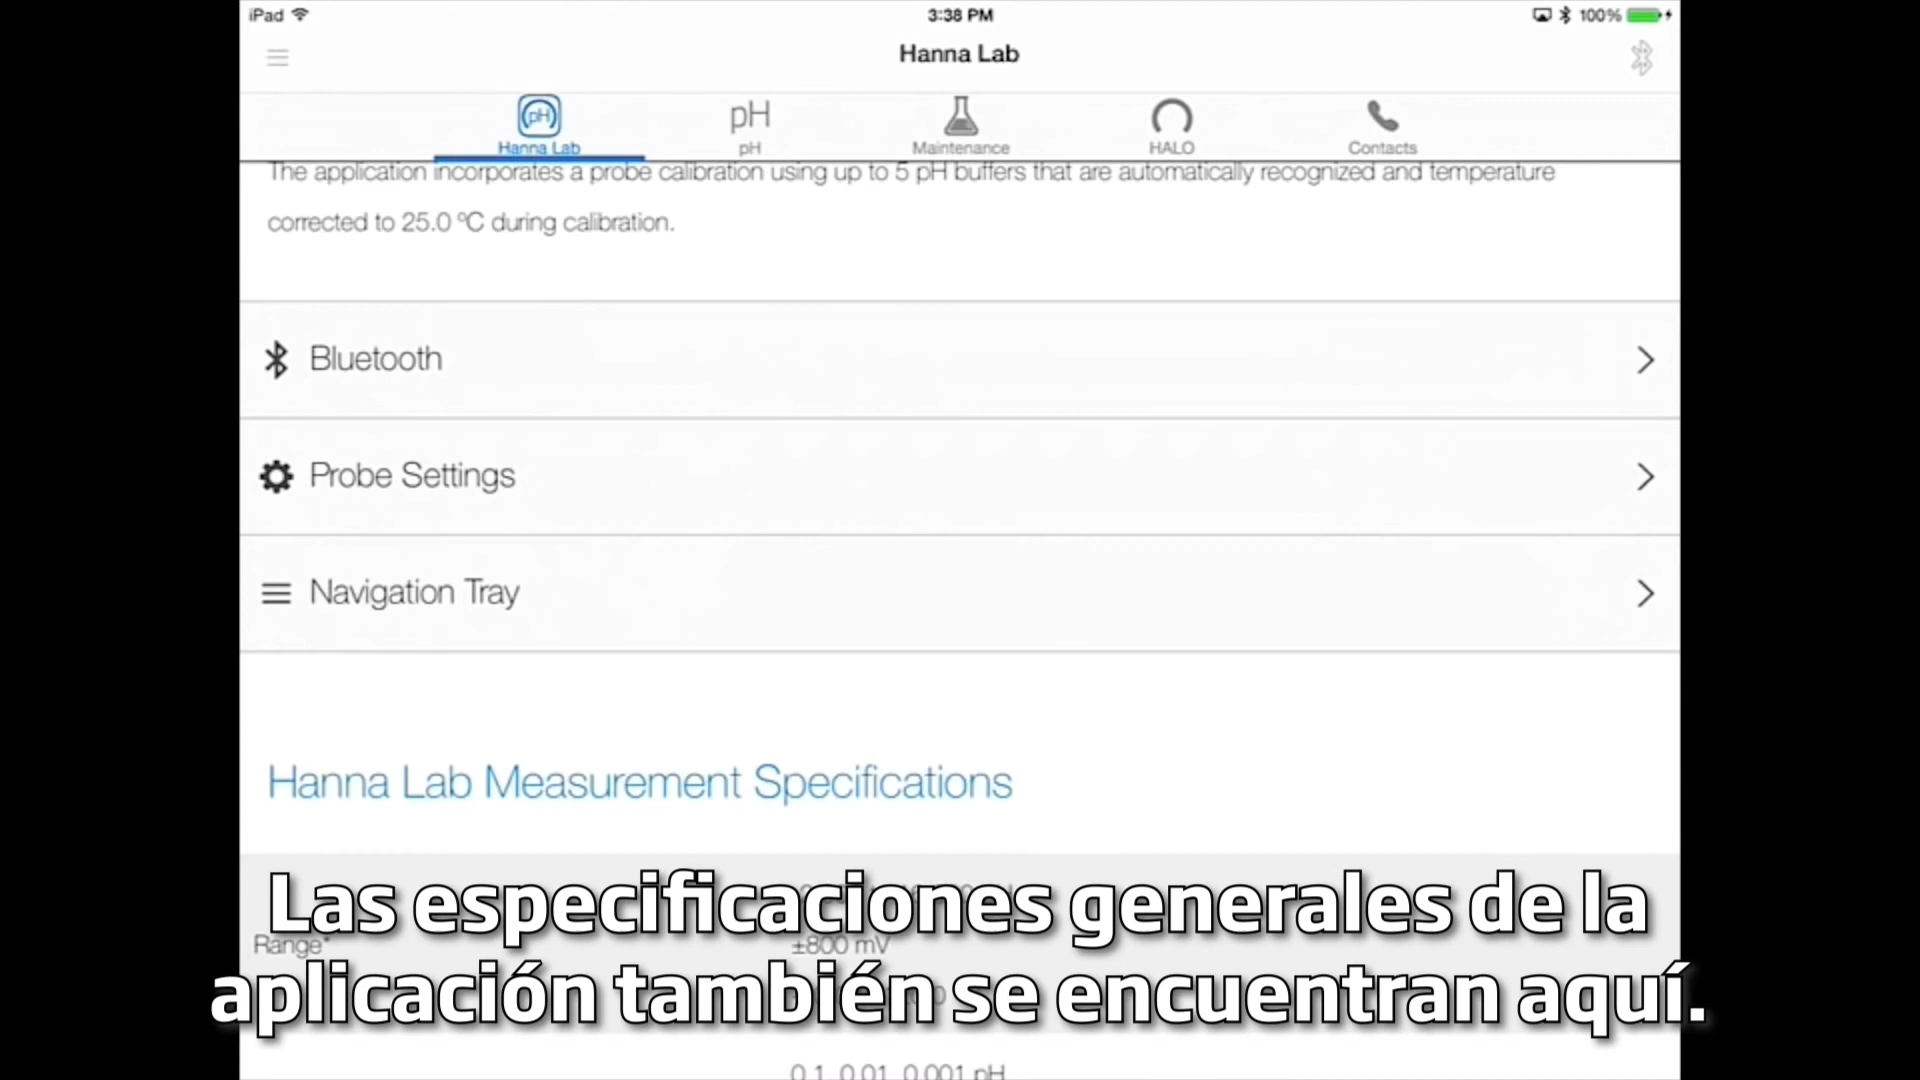 iPad
3:38 PM
100%
Hanna Lab
pH
Hanna Lab
pH
pH
Maintenance
HALO
Contacts
The application incorporates a probe calibration using up to 5 pH buffers that are automatically recognized and temperature
corrected to 25.0 ºC during calibration.
Bluetooth
Probe Settings
Navigation Tray
Hanna Lab Measurement Specifications
Las especificaciones generales de la
Range* ±800 mV
aplicación también se encuentran aquí.
0.1, 0.01, 0.001 pH